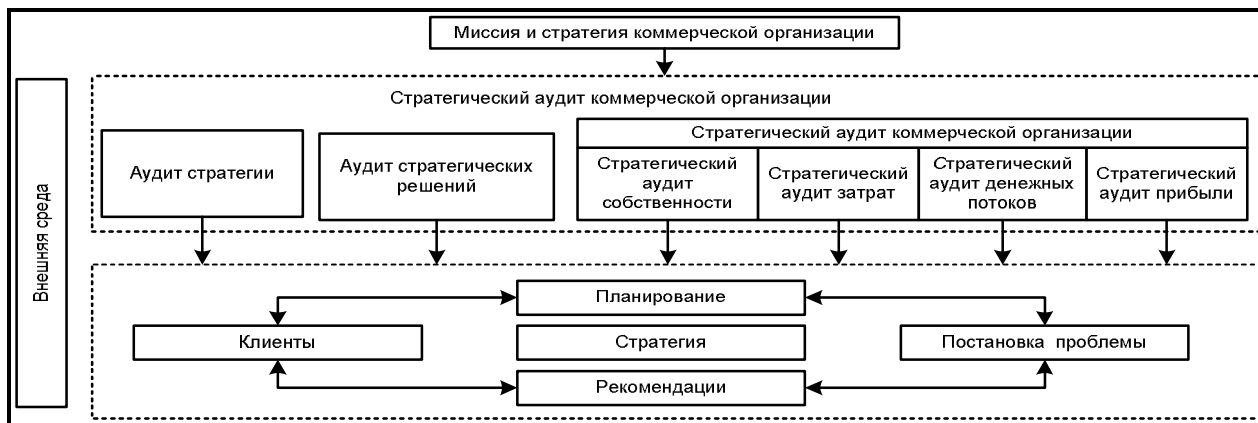 Миссия и стратегия коммерческой организации
Внешняя среда
Стратегический аудит коммерческой организации
Аудит стратегии
Аудит стратегических
решений
Стратегический аудит коммерческой организации
Стратегический
аудит
собственности
Стратегический
аудит затрат
Стратегический
аудит денежных
потоков
Стратегический
аудит прибыли
Планирование
Клиенты
Стратегия
Постановка проблемы
Рекомендации